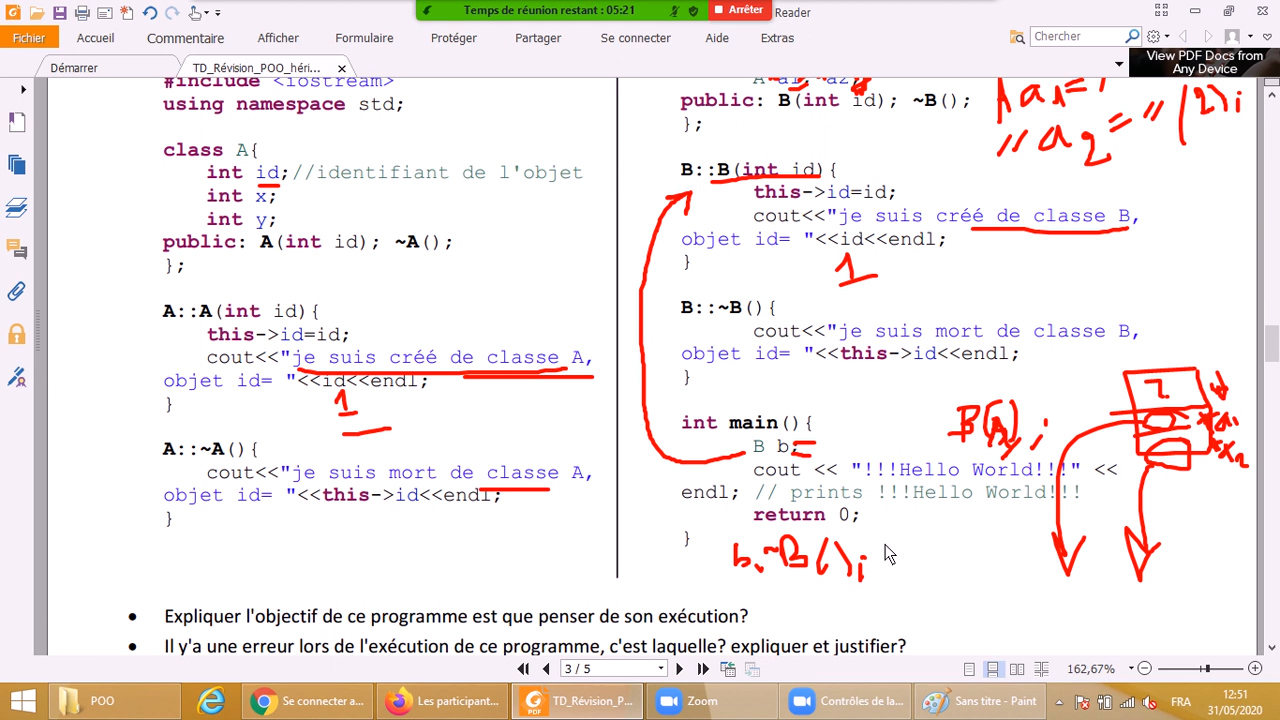 Temps de réunion restant : 05:21
Arrêter
Reader
Fichier
Accueil
Commentaire
Afficher
Formulaire
Protéger
Partager
Se connecter
Aide
Extras
Chercher
Démarrer
TD_Révision_POO_héri...
View PDF Docs from
Any Device
#include <iostream>
using namespace std;
class A{
int id;//identifiant de l'objet
int x;
int y;
public: A(int id); ~A();
};
A::A(int id){
this->id=id;
cout<<"je suis créé de classe A,
objet id= "<<id<<endl;
1
}
A::~A(){
cout<<"je suis mort de classe A,
objet id= "<<this->id<<endl;
}
public: B(int id); ~B();
};
a2 = " (2);
B::B(int id){
this->id=id;
cout<<"je suis créé de classe B,
objet id= "<<id<<endl;
}
1
B::~B(){
cout<<"je suis mort de classe B,
objet id= "<<this->id<<endl;
}
int main(){
B b;
cout << "!!!Hello World!!!" <<
endl; // prints !!!Hello World!!!
return 0;
}
b.~B();
• Expliquer l'objectif de ce programme est que penser de son exécution?
• Il y'a une erreur lors de l'exécution de ce programme, c'est laquelle? expliquer et justifier?
3 / 5
162,67%
POO
Se connecter a...
Les participant...
TD_Révision_P...
Zoom
Contrôles de la...
Sans titre - Paint
FRA
12:51
31/05/2020